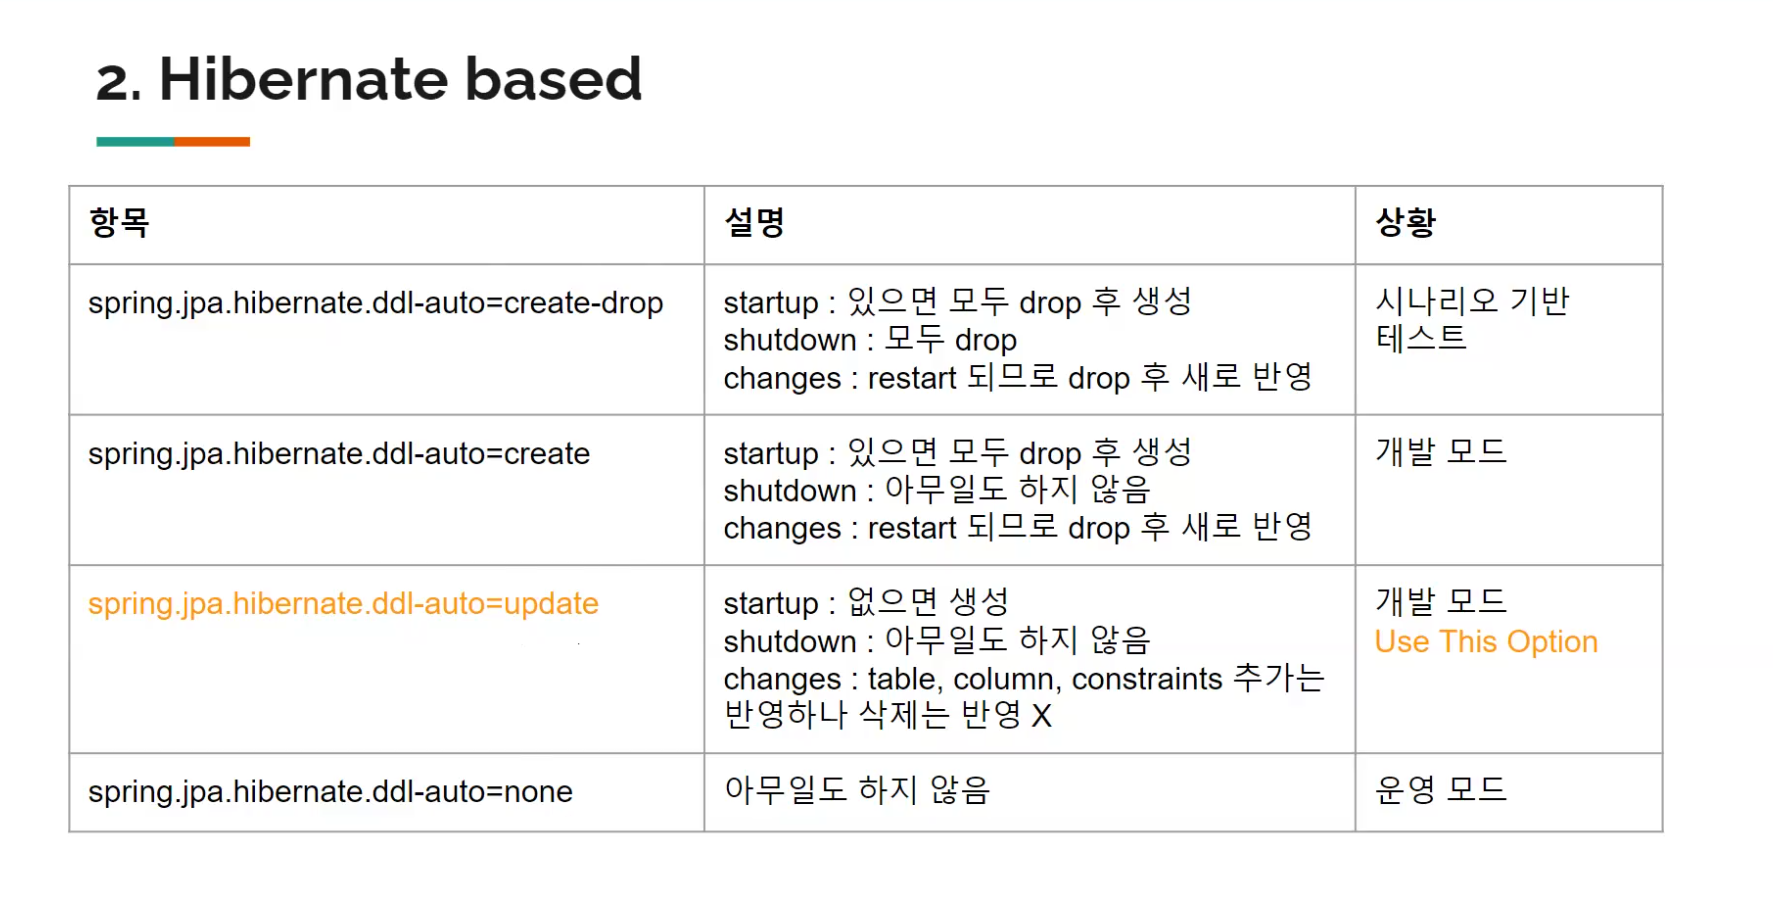 2. Hibernate based
항목
설명
상황
spring.jpa.hibernate.ddl-auto=create-drop
startup : 있으면 모두 drop 후 생성
shutdown : 모두 drop
changes : restart 되므로 drop 후 새로 반영
시나리오 기반
테스트
spring.jpa.hibernate.ddl-auto=create
startup : 있으면 모두 drop 후 생성
shutdown : 아무일도 하지 않음
changes : restart 되므로 drop 후 새로 반영
개발 모드
spring.jpa.hibernate.ddl-auto=update
startup : 없으면 생성
shutdown : 아무일도 하지 않음
changes : table, column, constraints 추가는
반영하나 삭제는 반영 X
개발 모드
Use This Option
spring.jpa.hibernate.ddl-auto=none
아무일도 하지 않음
운영 모드